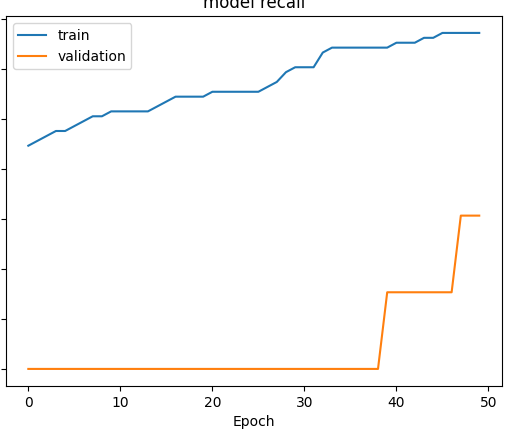 model recall
train
validation
0 10 20 30 40 50
Epoch